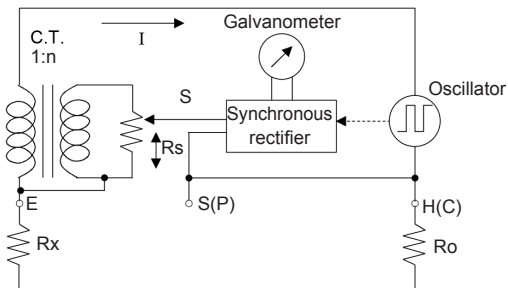 Galvanometer
C.T.
1:n
I
Oscillator
S
Synchronous
rectifier
Rs
E
S(P)
H(C)
Rx
Ro